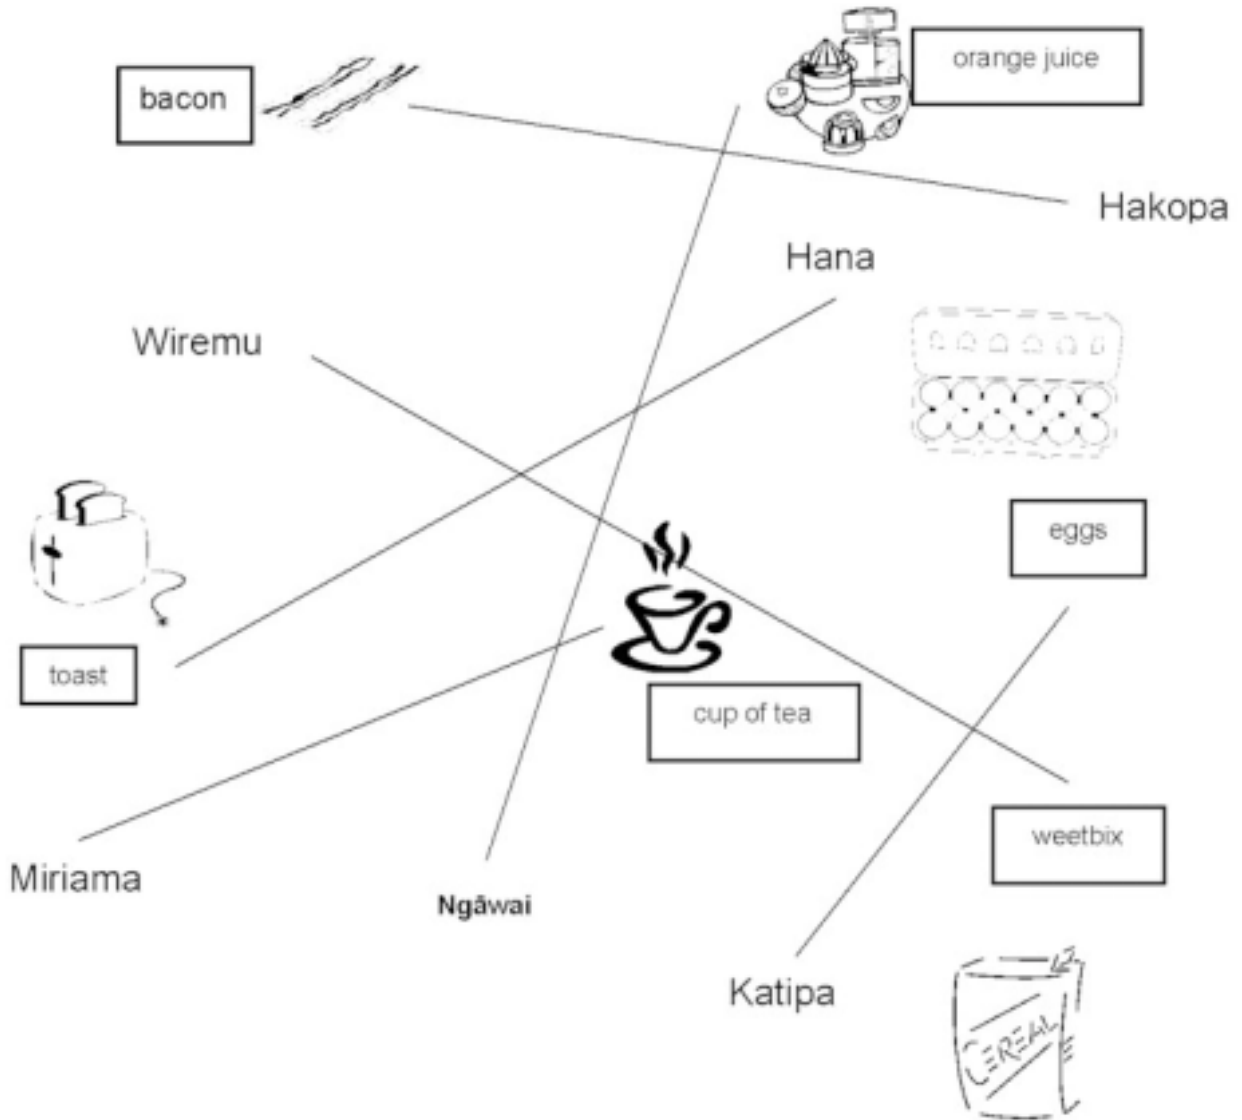 orange juice
bacon
Hakopa
Hana
Wiremu
eggs
toast
cup of tea
weetbix
Miriama
Ngāwai
Katipa
CEREAL